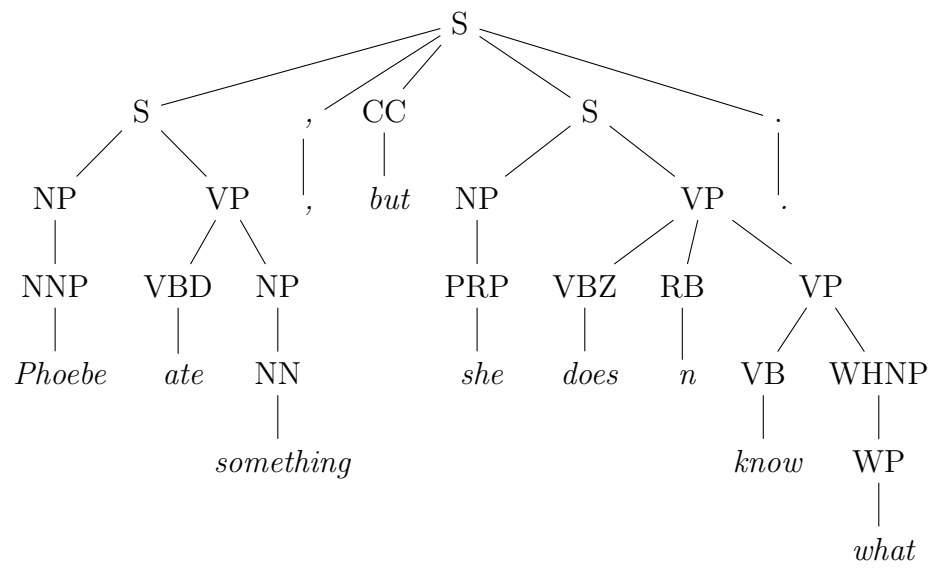 S
S , CC S .
NP VP , but NP VP .
NNP VBD NP PRP VBZ RB VP
Phoebe ate NN she does n VB WHNP
something know WP
what